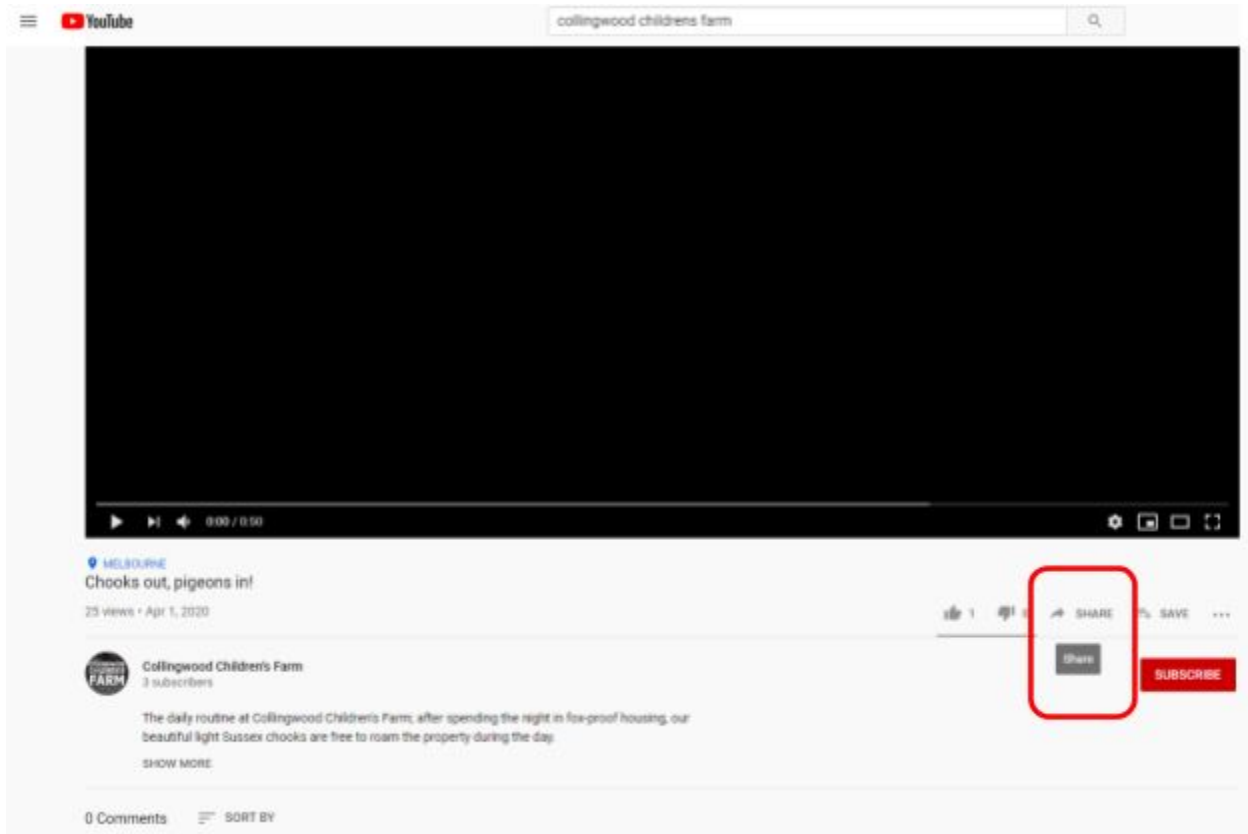 YouTube
collingwood childrens farm
0:00 / 0:50
MELBOURNE
Chooks out, pigeons in!
25 views • Apr 1, 2020
1 SHARE SAVE
Share
Collingwood Children's Farm
3 subscribers
FARM
SUBSCRIBE
The daily routine at Collingwood Children's Farm; after spending the night in fox-proof housing, our
beautiful light Sussex chooks are free to roam the property during the day.
SHOW MORE
0 Comments SORT BY